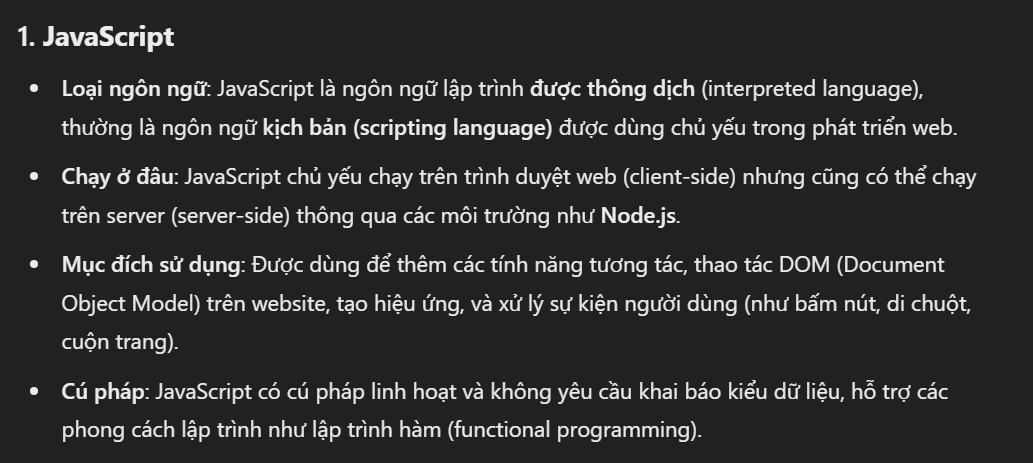 1. JavaScript
• Loại ngôn ngữ: JavaScript là ngôn ngữ lập trình được thông dịch (interpreted language),
thường là ngôn ngữ kịch bản (scripting language) được dùng chủ yếu trong phát triển web.
• Chạy ở đâu: JavaScript chủ yếu chạy trên trình duyệt web (client-side) nhưng cũng có thể chạy
trên server (server-side) thông qua các môi trường như Node.js.
• Mục đích sử dụng: Được dùng để thêm các tính năng tương tác, thao tác DOM (Document
Object Model) trên website, tạo hiệu ứng, và xử lý sự kiện người dùng (như bấm nút, di chuột,
cuộn trang).
• Cú pháp: JavaScript có cú pháp linh hoạt và không yêu cầu khai báo kiểu dữ liệu, hỗ trợ các
phong cách lập trình như lập trình hàm (functional programming).